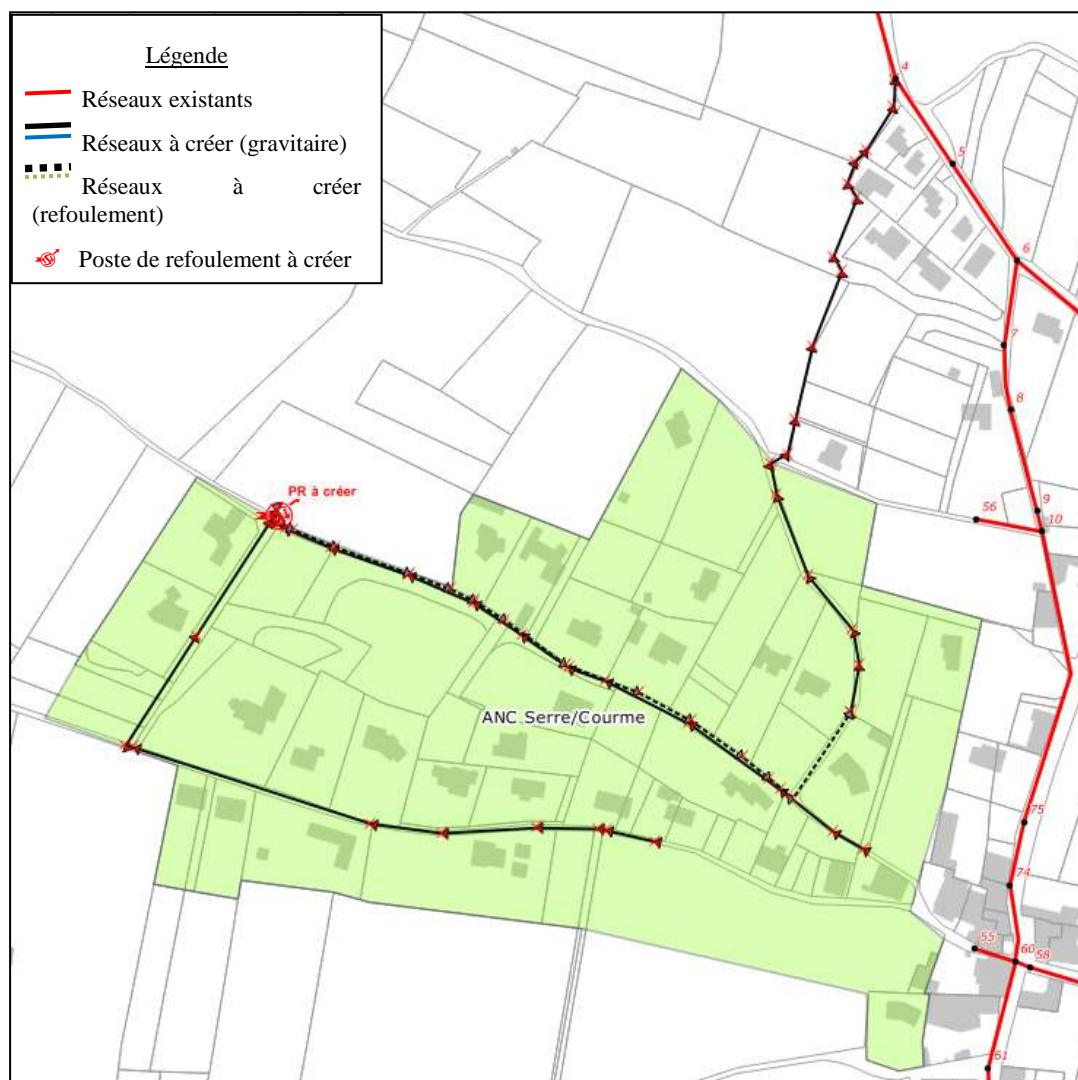 Légende
Réseaux existants
Réseaux à créer (gravitaire)
Réseaux à créer
(refoulement)
Poste de refoulement à créer
4
5
6
7
8
9
56
10
PR à créer
ANC Serre/Courme
75
74
55
60
58
61